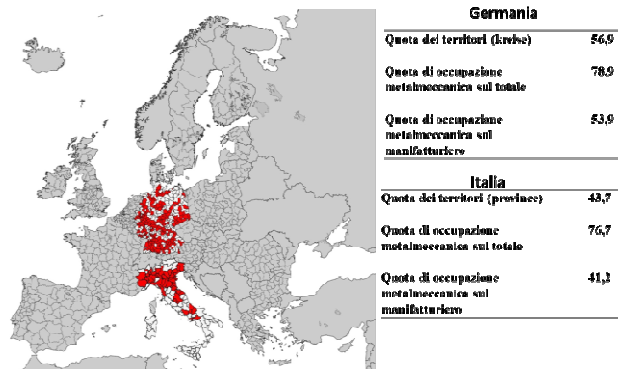 Germania
Quota dei territori (kreise) 56,9
Quota di occupazione 78,9
metalmeccanica sul totale
Quota di occupazione 53,9
metalmeccanica sul
manifatturiero
Italia
Quota dei territori (province) 43,7
Quota di occupazione 76,7
metalmeccanica sul totale
Quota di occupazione
metalmeccanica sul
manifatturiero